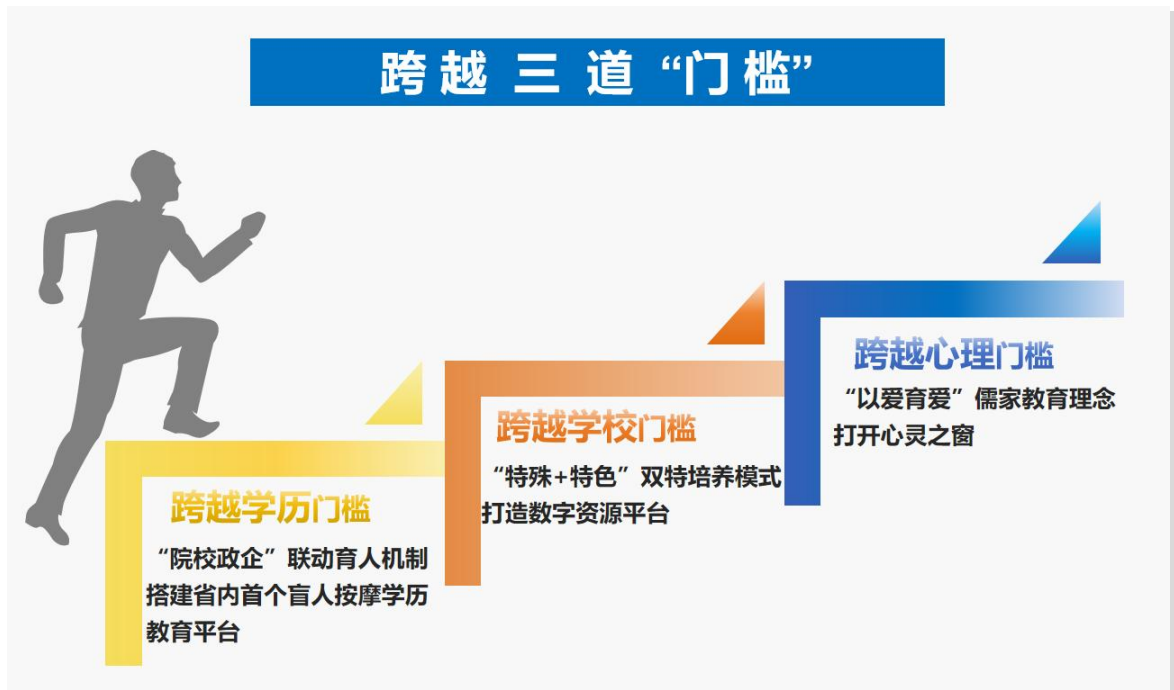 跨越三道“门槛”
跨越学历门槛
“院校政企”联动育人机制
搭建省内首个盲人按摩学历
教育平台
跨越学校门槛
“特殊+特色”双特培养模式
打造数字资源平台
跨越心理门槛
“以爱育爱”儒家教育理念
打开心灵之窗